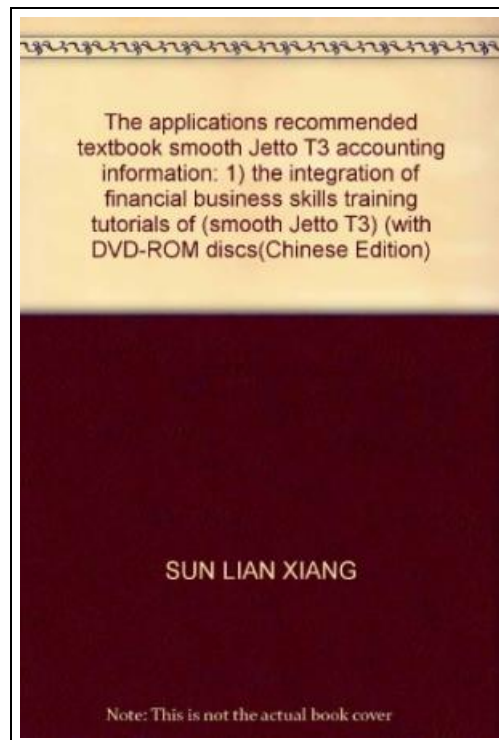 The applications recommended
textbook smooth Jetto T3 accounting
information: 1) the integration of
financial business skills training
tutorials of (smooth Jetto T3) (with
DVD-ROM discs(Chinese Edition)
SUN LIAN XIANG
Note: This is not the actual book cover